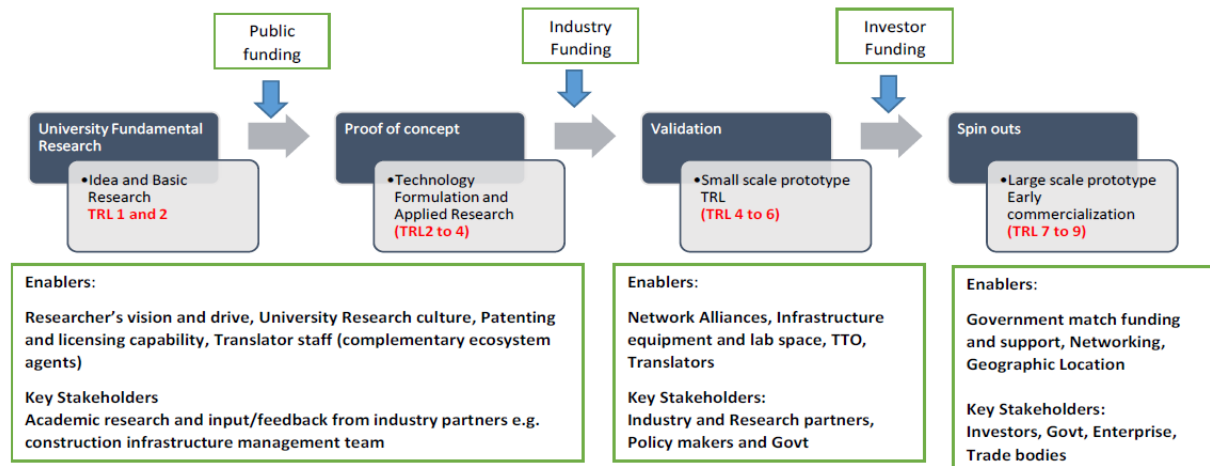 Public
funding
Industry
Funding
Investor
Funding
University Fundamental
Research
•Idea and Basic
Research
TRL 1 and 2
Proof of concept
•Technology
Formulation and
Applied Research
(TRL2 to 4)
Validation
•Small scale prototype
TRL
(TRL 4 to 6)
Spin outs
•Large scale prototype
Early
commercialization
(TRL 7 to 9)
Enablers:
Researcher's vision and drive, University Research culture, Patenting
and licensing capability, Translator staff (complementary ecosystem
agents)
Key Stakeholders
Academic research and input/feedback from industry partners e.g.
construction infrastructure management team
Enablers:
Network Alliances, Infrastructure
equipment and lab space, TTO,
Translators
Key Stakeholders:
Industry and Research partners,
Policy makers and Govt
Enablers:
Government match funding
and support, Networking,
Geographic Location
Key Stakeholders:
Investors, Govt, Enterprise,
Trade bodies